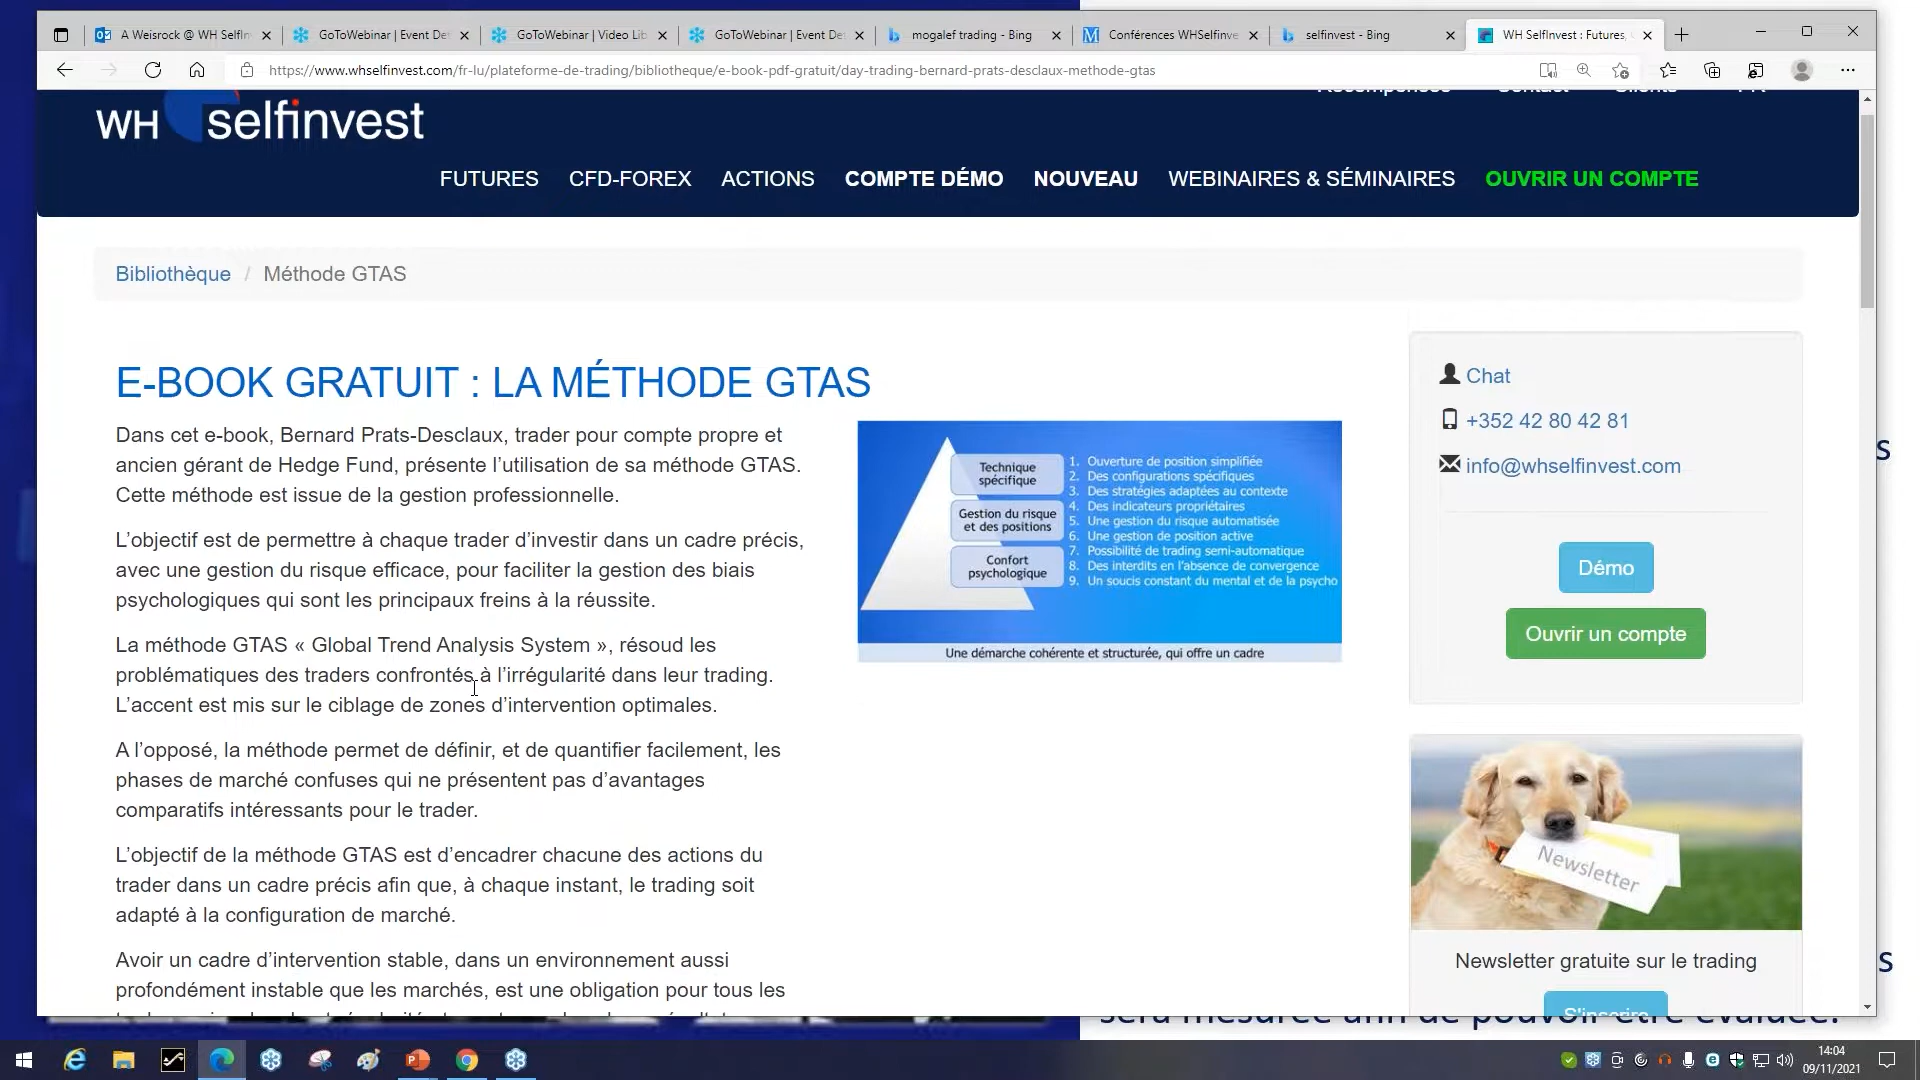 A Weisrock @ WH SelfIn
GoToWebinar | Event De
GoToWebinar | Video Lib
GoToWebinar | Event De
mogalef trading - Bing
Conférences WHSelfinve
selfinvest - Bing
WH SelfInvest : Futures,
https://www.whselfinvest.com/fr-lu/plateforme-de-trading/bibliotheque/e-book-pdf-gratuit/day-trading-bernard-prats-desclaux-methode-gtas
Récompenses Contact Clients FR
WH selfinvest
FUTURES CFD-FOREX ACTIONS COMPTE DÉMO NOUVEAU WEBINAIRES & SÉMINAIRES OUVRIR UN COMPTE
Bibliothèque / Méthode GTAS
E-BOOK GRATUIT : LA MÉTHODE GTAS
Dans cet e-book, Bernard Prats-Desclaux, trader pour compte propre et
ancien gérant de Hedge Fund, présente l’utilisation de sa méthode GTAS.
Cette méthode est issue de la gestion professionnelle.
L’objectif est de permettre à chaque trader d’investir dans un cadre précis,
avec une gestion du risque efficace, pour faciliter la gestion des biais
psychologiques qui sont les principaux freins à la réussite.
La méthode GTAS « Global Trend Analysis System », résoud les
problématiques des traders confrontés à l’irrégularité dans leur trading.
L’accent est mis sur le ciblage de zones d’intervention optimales.
A l’opposé, la méthode permet de définir, et de quantifier facilement, les
phases de marché confuses qui ne présentent pas d’avantages
comparatifs intéressants pour le trader.
L’objectif de la méthode GTAS est d’encadrer chacune des actions du
trader dans un cadre précis afin que, à chaque instant, le trading soit
adapté à la configuration de marché.
Avoir un cadre d’intervention stable, dans un environnement aussi
profondément instable que les marchés, est une obligation pour tous les
Technique
spécifique
Gestion du risque
et des positions
Confort
psychologique
1. Ouverture de position simplifiée
2. Des configurations spécifiques
3. Des stratégies adaptées au contexte
4. Des indicateurs propriétaires
5. Une gestion du risque automatisée
6. Une gestion de position active
7. Possibilité de trading semi-automatique
8. Des interdits en l’absence de convergence
9. Un soucis constant du mental et de la psycho
Une démarche cohérente et structurée, qui offre un cadre
Chat
+352 42 80 42 81
info@whselfinvest.com
Démo
Ouvrir un compte
Newsletter
Newsletter gratuite sur le trading
S'inscrire
s
s
sera mesurée afin de pouvoir être évaluée.
14:04
09/11/2021